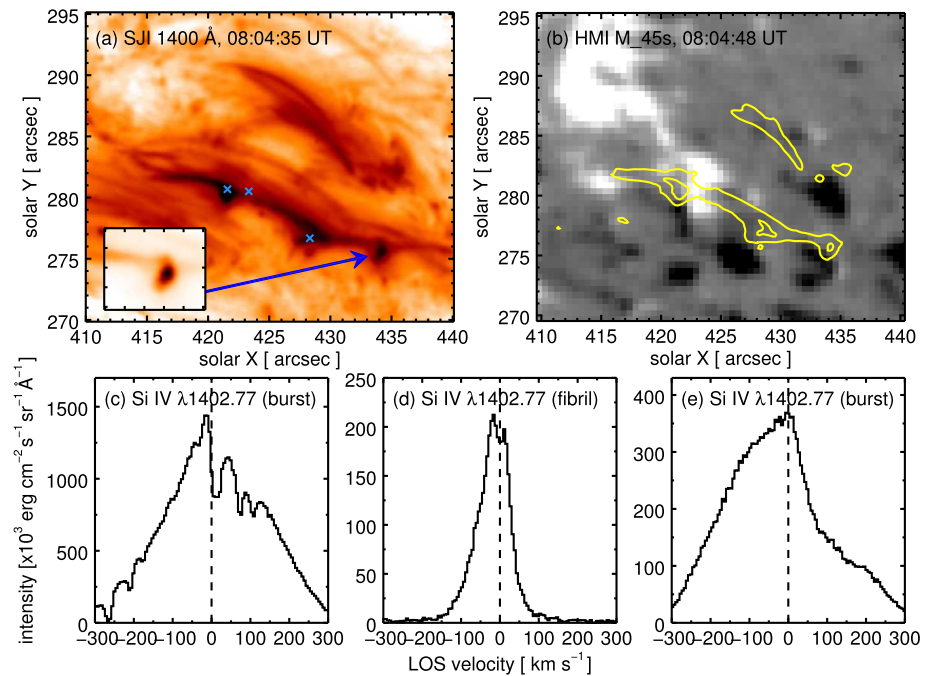 (a) SJI 1400 Å, 08:04:35 UT
(b) HMI M_45s, 08:04:48 UT
295
290
285
280
275
270
solar Y [ arcsec ]
410 415 420 425 430 435 440
solar X [ arcsec ]
295
290
285
280
275
270
solar Y [ arcsec ]
410 415 420 425 430 435 440
solar X [ arcsec ]
(c) Si IV λ1402.77 (burst)
1500
1250
1000
750
500
250
0
intensity [x10³ erg cm⁻² s⁻¹ sr⁻¹ Å⁻¹]
−300−200−100 0 100 200 300
(d) Si IV λ1402.77 (fibril)
250
200
150
100
50
0
−300−200−100 0 100 200 300
LOS velocity [ km s⁻¹ ]
(e) Si IV λ1402.77 (burst)
400
300
200
100
0
−300−200−100 0 100 200 300